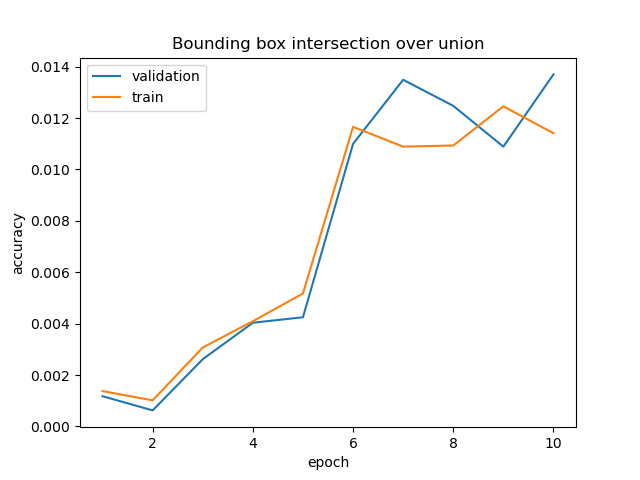 Bounding box intersection over union
validation
train
0.014
0.012
0.010
0.008
0.006
0.004
0.002
0.000
accuracy
2 4 6 8 10
epoch